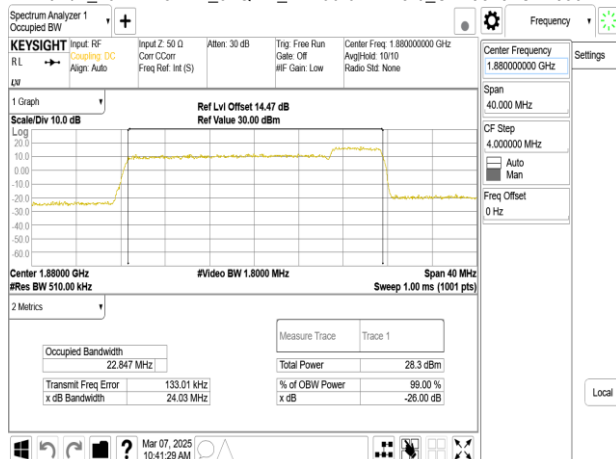 Spectrum Analyzer 1
Occupied BW
+
Frequency
KEYSIGHT
RL
Input: RF
Coupling: DC
Align: Auto
Input Z: 50 Ω
Corr CCorr
Freq Ref: Int (S)
Atten: 30 dB
Trig: Free Run
Gate: Off
#IF Gain: Low
Center Freq: 1.880000000 GHz
Avg|Hold: 10/10
Radio Std: None
Center Frequency
1.880000000 GHz
Settings
Span
40.000 MHz
CF Step
4.000000 MHz
Auto
Man
Freq Offset
0 Hz
Local
1 Graph
Scale/Div 10.0 dB
Ref Lvl Offset 14.47 dB
Ref Value 30.00 dBm
Log
20.0
10.0
0.00
-10.0
-20.0
-30.0
-40.0
-50.0
-60.0
Center 1.88000 GHz
#Res BW 510.00 kHz
#Video BW 1.8000 MHz
Span 40 MHz
Sweep 1.00 ms (1001 pts)
2 Metrics
Measure Trace Trace 1
Occupied Bandwidth
22.847 MHz
Total Power 28.3 dBm
Transmit Freq Error 133.01 kHz
% of OBW Power 99.00 %
x dB Bandwidth 24.03 MHz
x dB -26.00 dB
?
Mar 07, 2025
10:41:29 AM